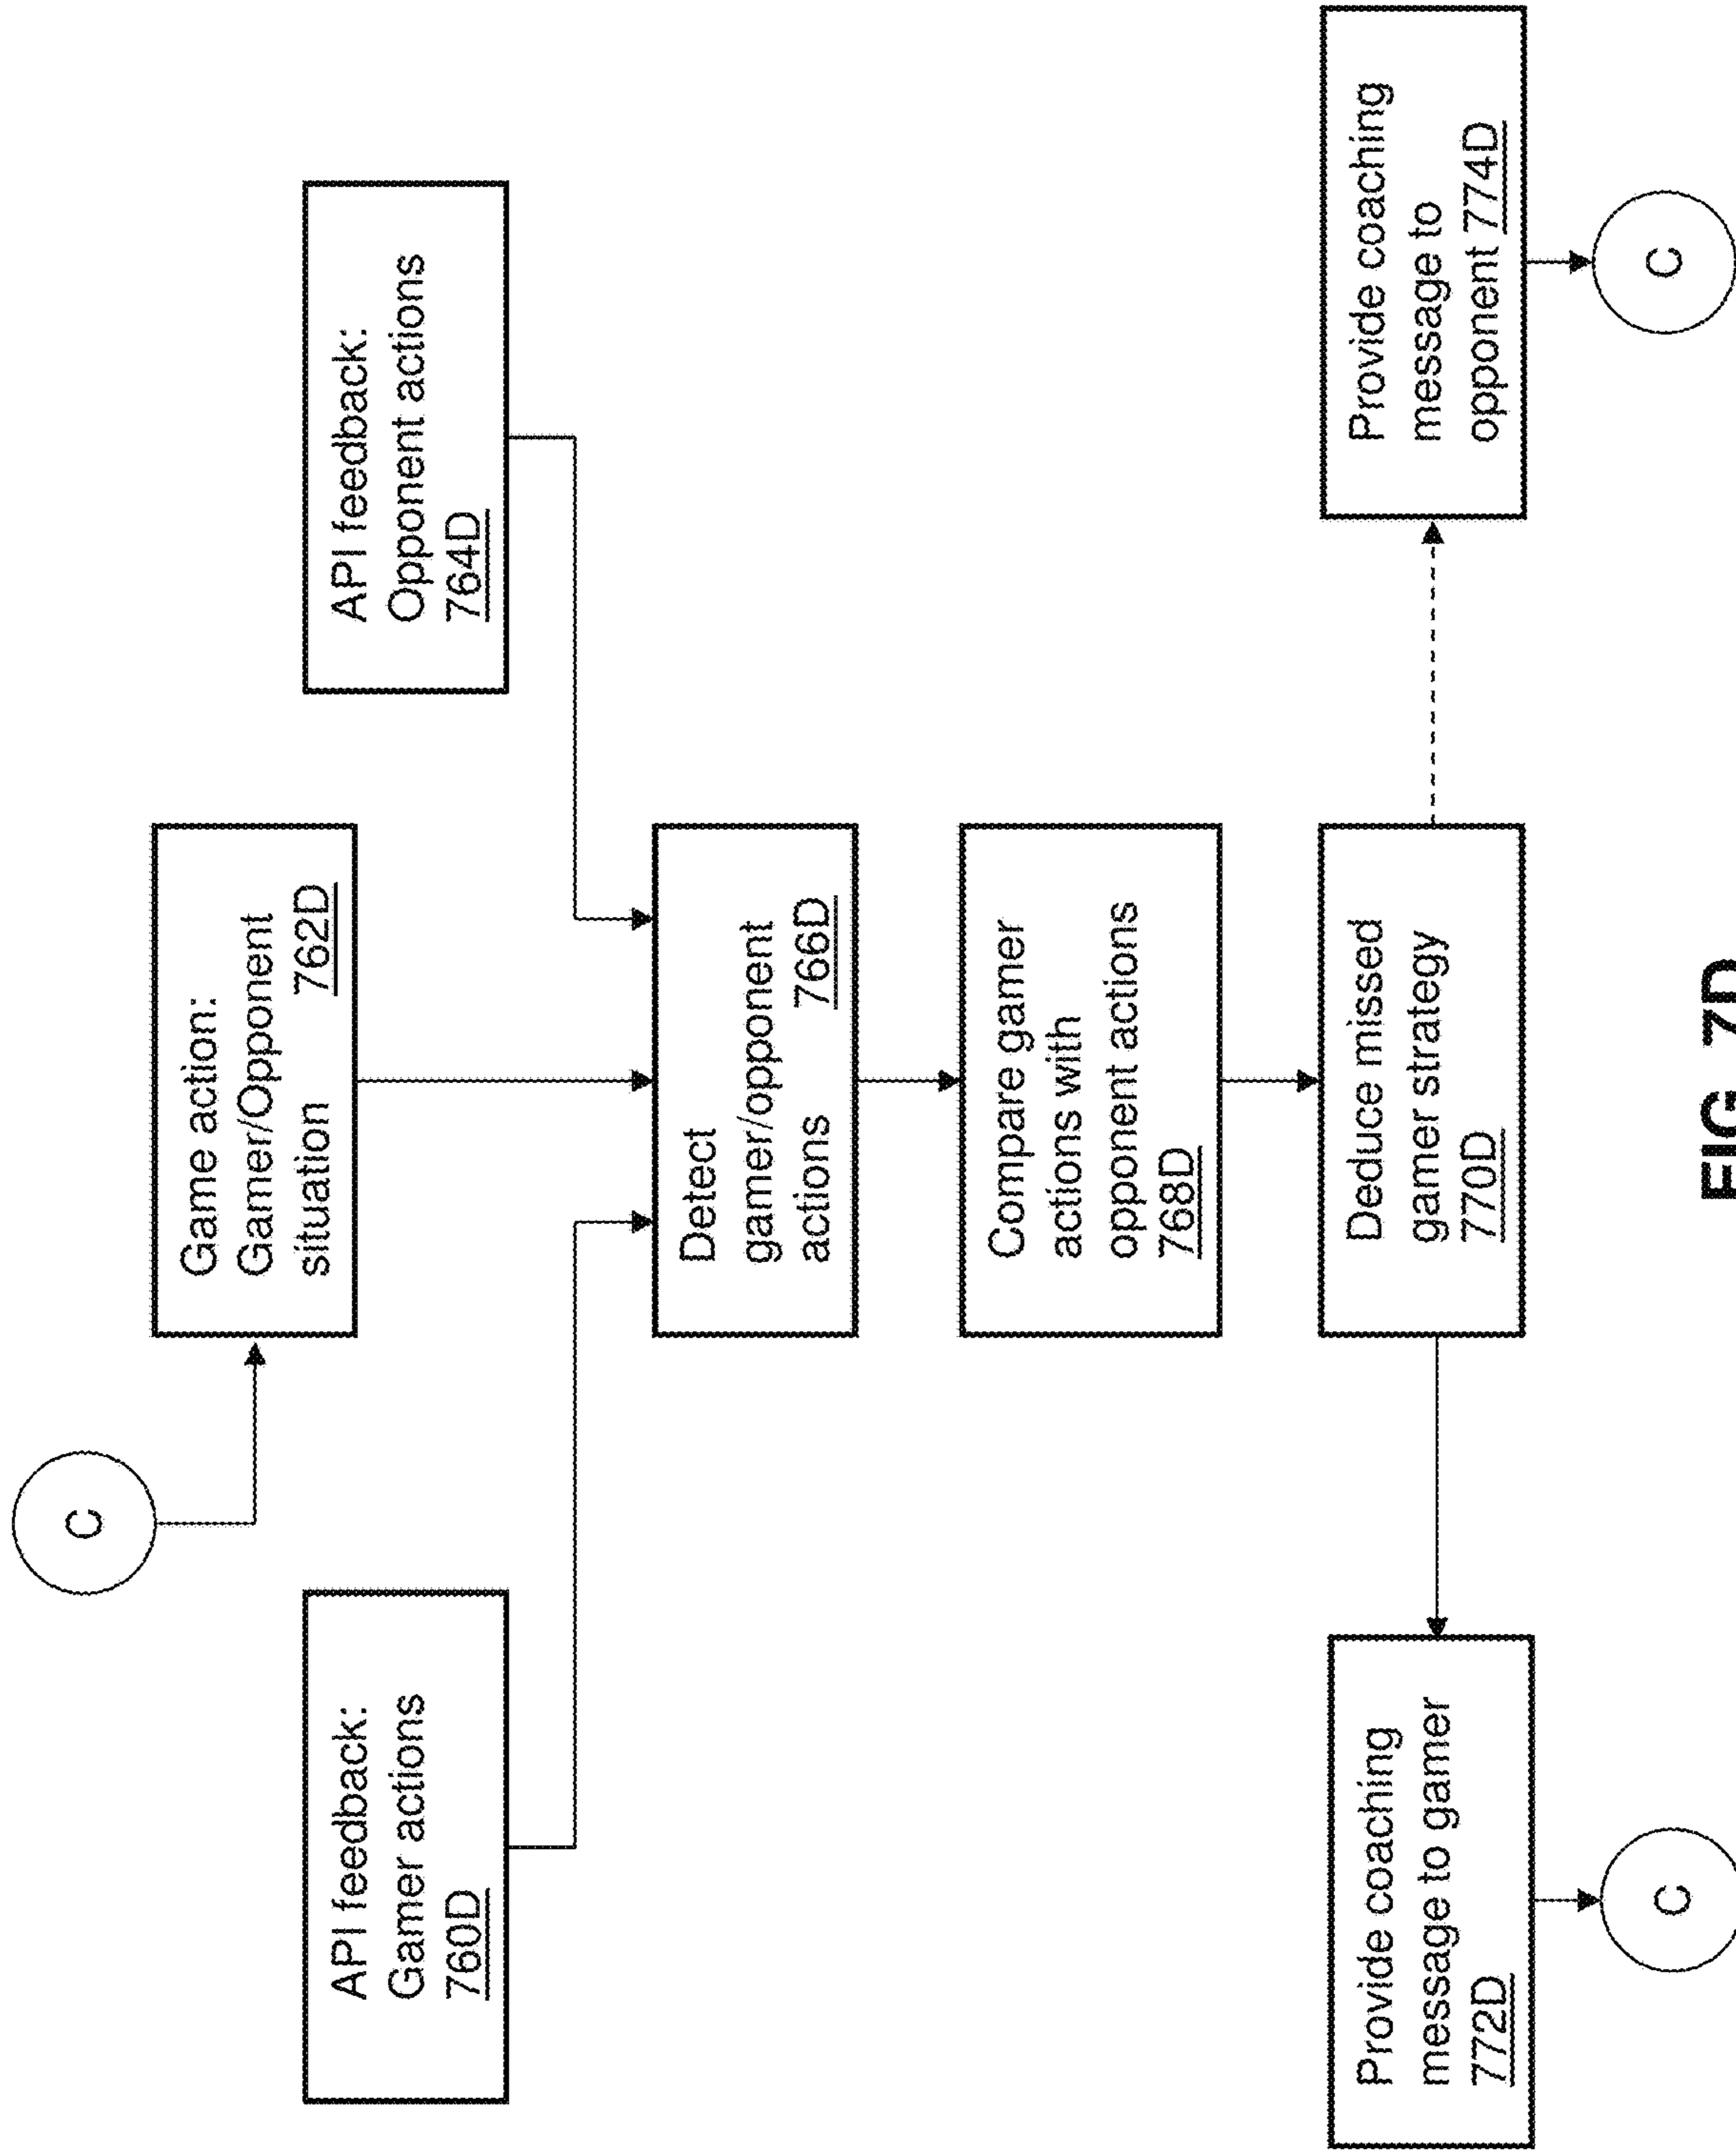 C
Game action:
Gamer/Opponent
situation 762D
API feedback:
Gamer actions
760D
API feedback:
Opponent actions
764D
Detect
gamer/opponent
actions 766D
Compare gamer
actions with
opponent actions
768D
Deduce missed
gamer strategy
770D
Provide coaching
message to gamer
772D
Provide coaching
message to
opponent 774D
C
C
FIG 7D